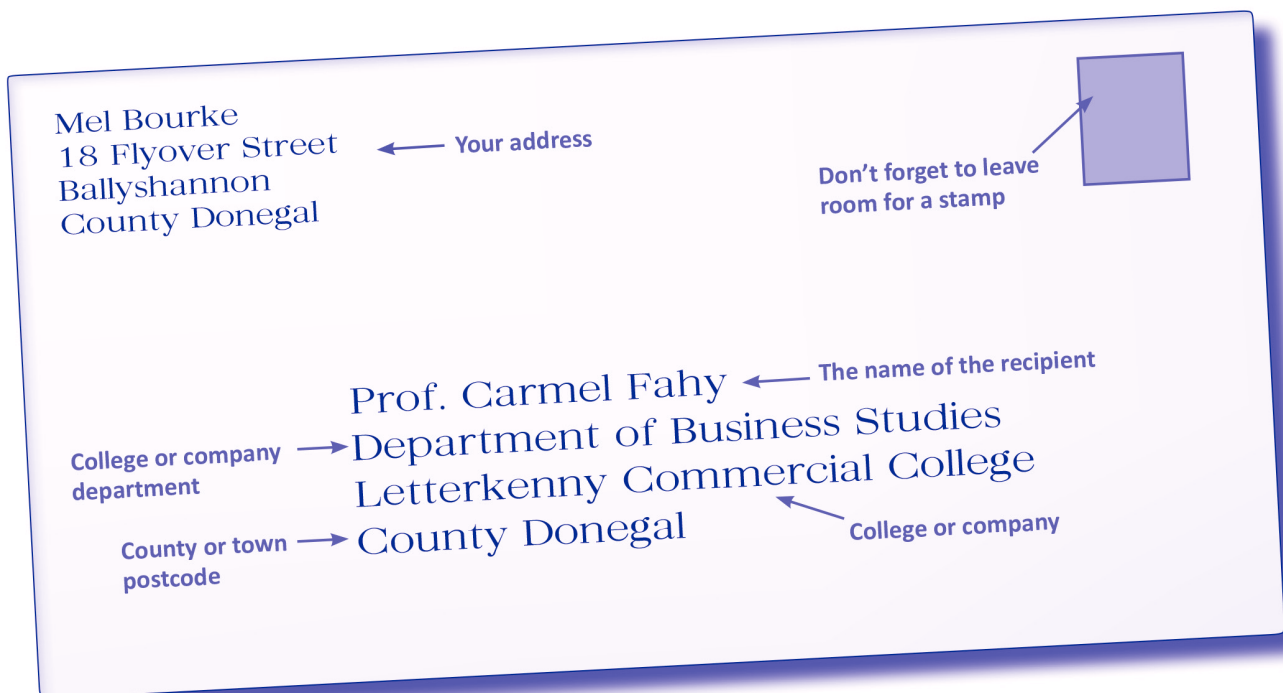 Mel Bourke
18 Flyover Street
Ballyshannon
County Donegal
Your address
Don't forget to leave
room for a stamp
Prof. Carmel Fahy
Department of Business Studies
Letterkenny Commercial College
County Donegal
The name of the recipient
College or company
department
College or company
County or town
postcode